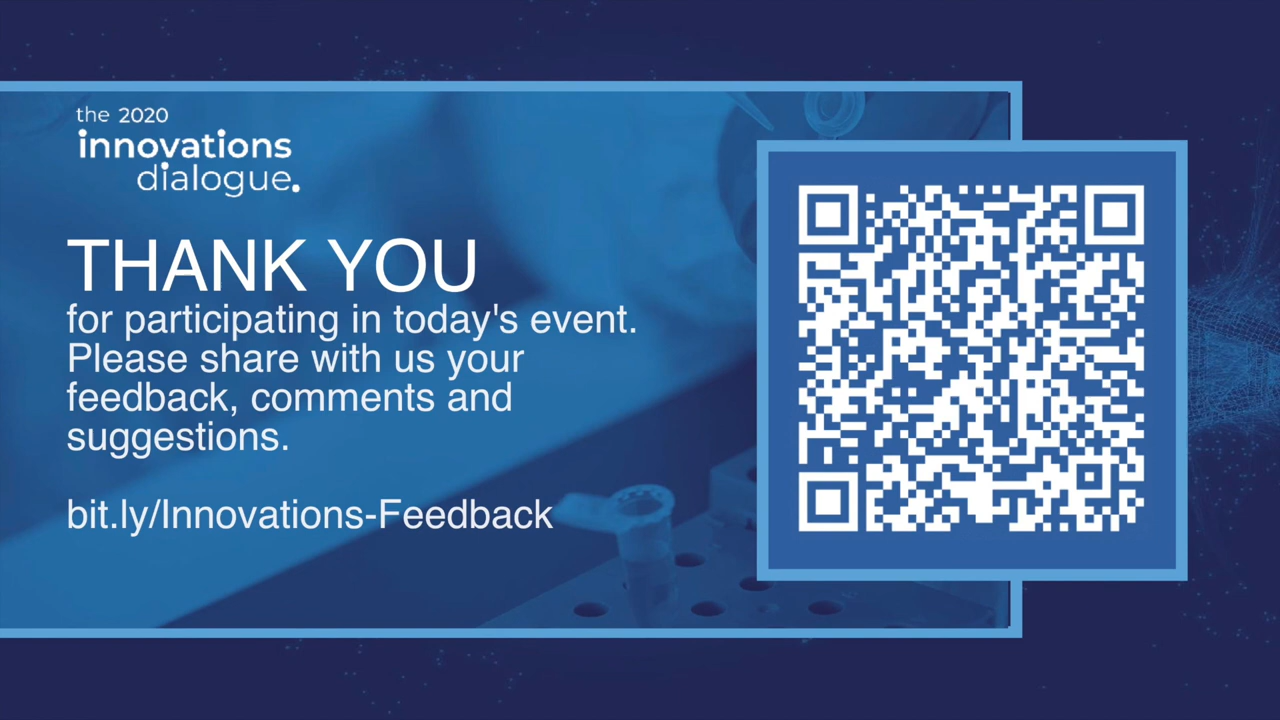 the 2020
innovations
dialogue.
THANK YOU
for participating in today's event.
Please share with us your
feedback, comments and
suggestions.
bit.ly/Innovations-Feedback